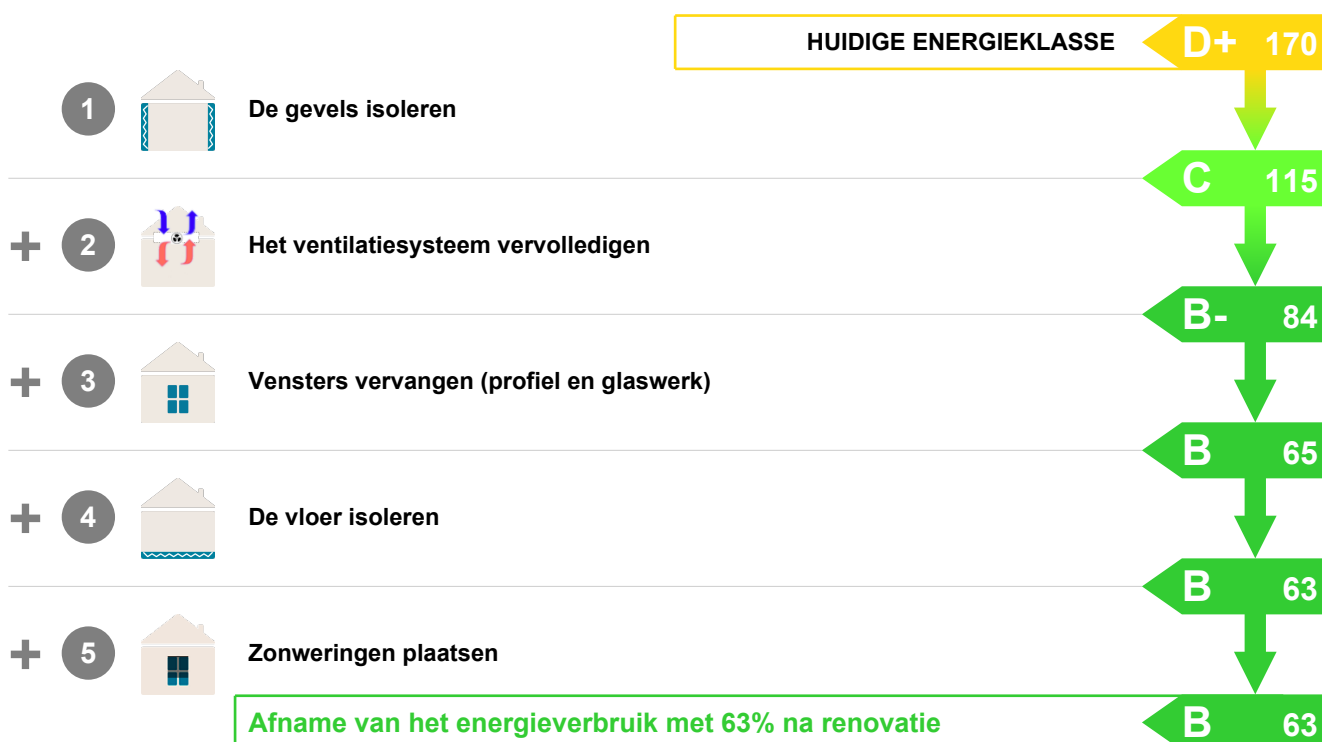 HUIDIGE ENERGIEKLASSE D+ 170
1 De gevels isoleren
C 115
+ 2 Het ventilatiesysteem vervolledigen
B- 84
+ 3 Vensters vervangen (profiel en glaswerk)
B 65
+ 4 De vloer isoleren
B 63
+ 5 Zonweringen plaatsen
Afname van het energieverbruik met 63% na renovatie B 63